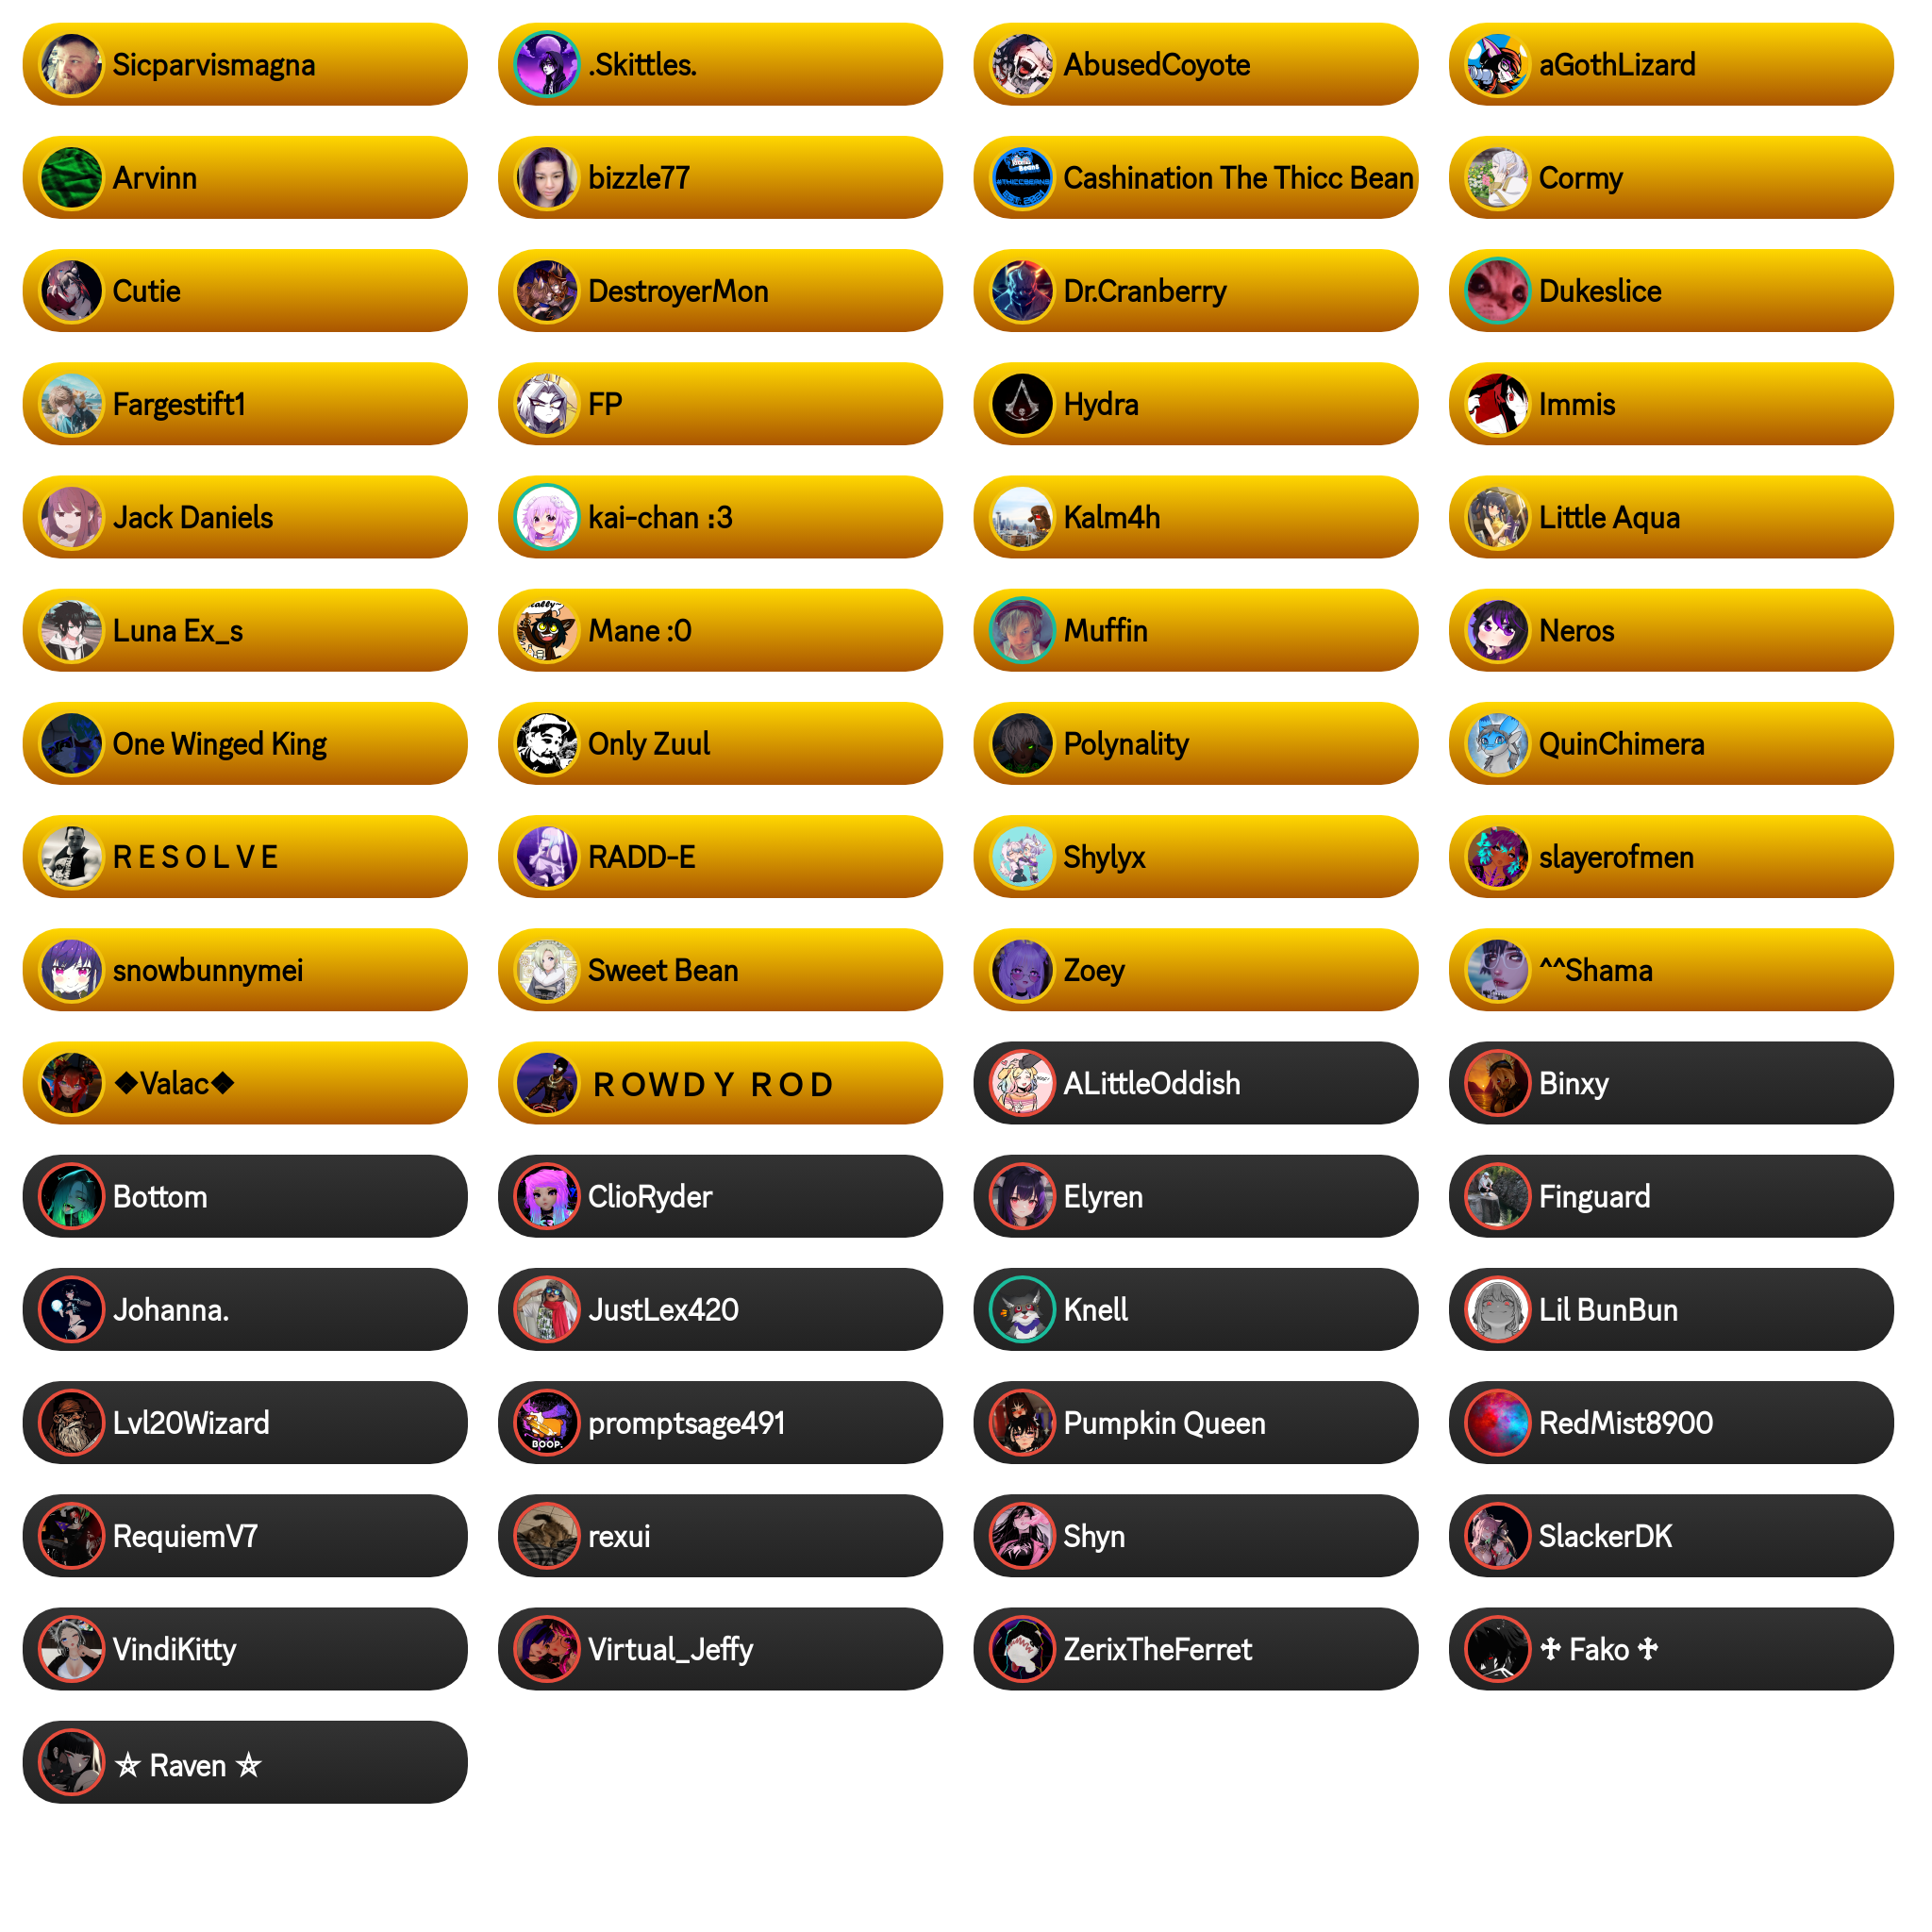 Sicparvismagna
.Skittles.
AbusedCoyote
aGothLizard
Arvinn
bizzle77
Cashination The Thicc Bean
Cormy
Cutie
DestroyerMon
Dr.Cranberry
Dukeslice
Fargestift1
FP
Hydra
Immis
Jack Daniels
kai-chan :3
Kalm4h
Little Aqua
Luna Ex_s
Mane :0
Muffin
Neros
One Winged King
Only Zuul
Polynality
QuinChimera
R E S O L V E
RADD-E
Shylyx
slayerofmen
snowbunnymei
Sweet Bean
Zoey
^^Shama
❖Valac❖
ＲＯＷＤＹ ＲＯＤ
ALittleOddish
Binxy
Bottom
ClioRyder
Elyren
Finguard
Johanna.
JustLex420
Knell
Lil BunBun
Lvl20Wizard
BOOP.
promptsage491
Pumpkin Queen
RedMist8900
RequiemV7
rexui
Shyn
SlackerDK
VindiKitty
Virtual_Jeffy
ZerixTheFerret
♱ Fako ♱
⛤ Raven ⛤